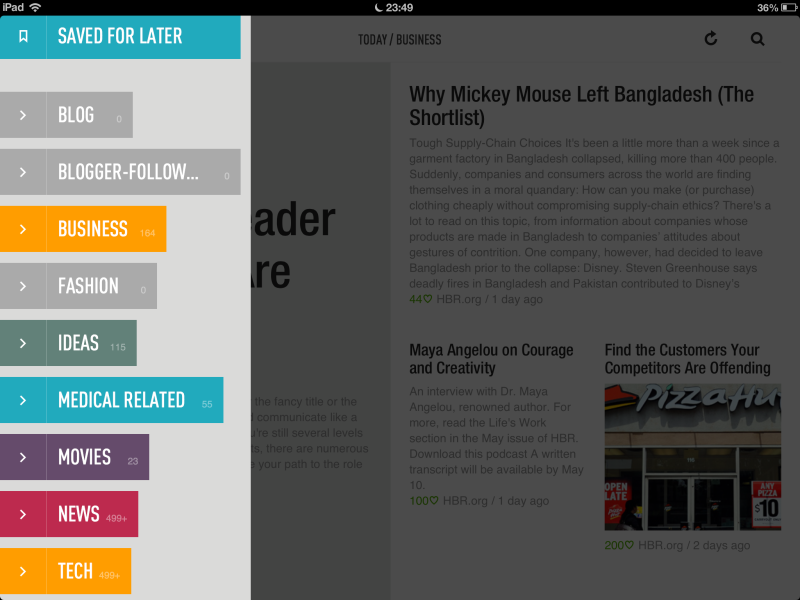 iPad
23:49
36%
SAVED FOR LATER
BLOG 0
BLOGGER-FOLLOW... 0
BUSINESS 164
FASHION 0
IDEAS 115
MEDICAL RELATED 55
MOVIES 23
NEWS 499+
TECH 499+
TODAY / BUSINESS
eader
Are
the fancy title or the
communicate like a
u're still several levels
ts, there are numerous
e your path to the role
Why Mickey Mouse Left Bangladesh (The
Shortlist)
Tough Supply-Chain Choices It's been a little more than a week since a
garment factory in Bangladesh collapsed, killing more than 400 people.
Suddenly, companies and consumers across the world are finding
themselves in a moral quandary: How can you make (or purchase)
clothing cheaply without compromising supply-chain ethics? There's a
lot to read on this topic, from information about companies whose
products are made in Bangladesh to companies' attitudes about
gestures of contrition. One company, however, had decided to leave
Bangladesh prior to the collapse: Disney. Steven Greenhouse says
deadly fires in Bangladesh and Pakistan contributed to Disney's
44♡ HBR.org / 1 day ago
Maya Angelou on Courage
and Creativity
An interview with Dr. Maya
Angelou, renowned author. For
more, read the Life's Work
section in the May issue of HBR.
Download this podcast A written
transcript will be available by May
10.
100♡ HBR.org / 1 day ago
Find the Customers Your
Competitors Are Offending
Pizza Hu
OPEN
LATE
ANY
PIZZA
$10
200♡ HBR.org / 2 days ago